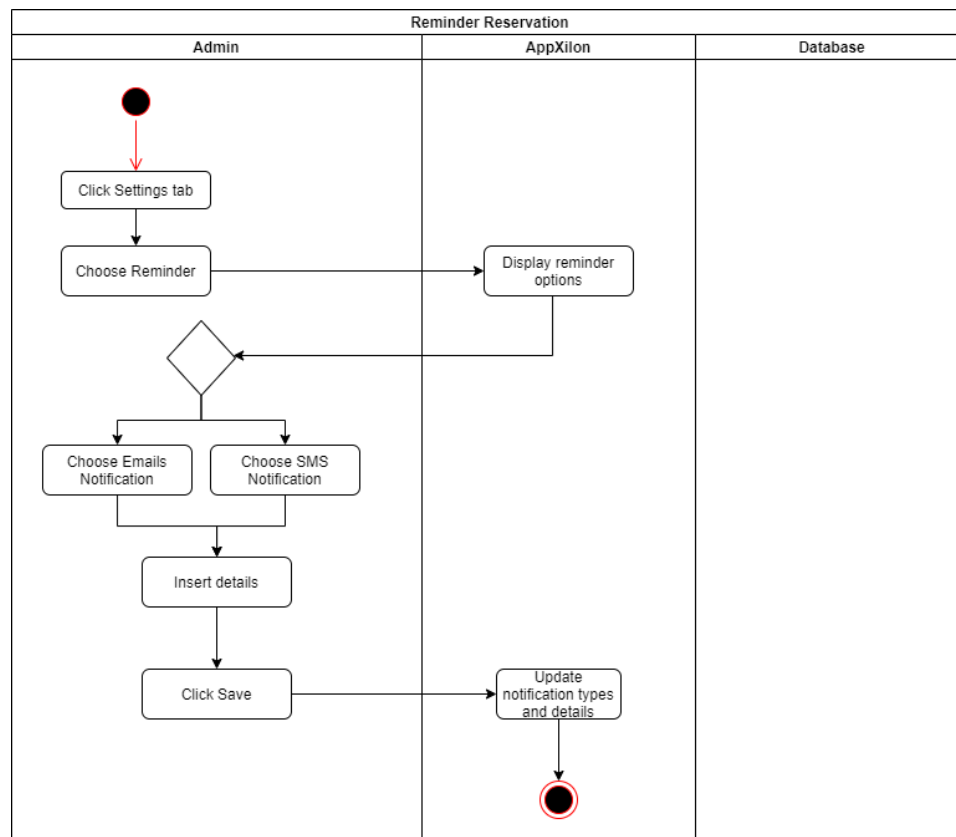 Reminder Reservation
Admin
AppXilon
Database
Click Settings tab
Choose Reminder
Display reminder
options
Choose Emails
Notification
Choose SMS
Notification
Insert details
Click Save
Update
notification types
and details